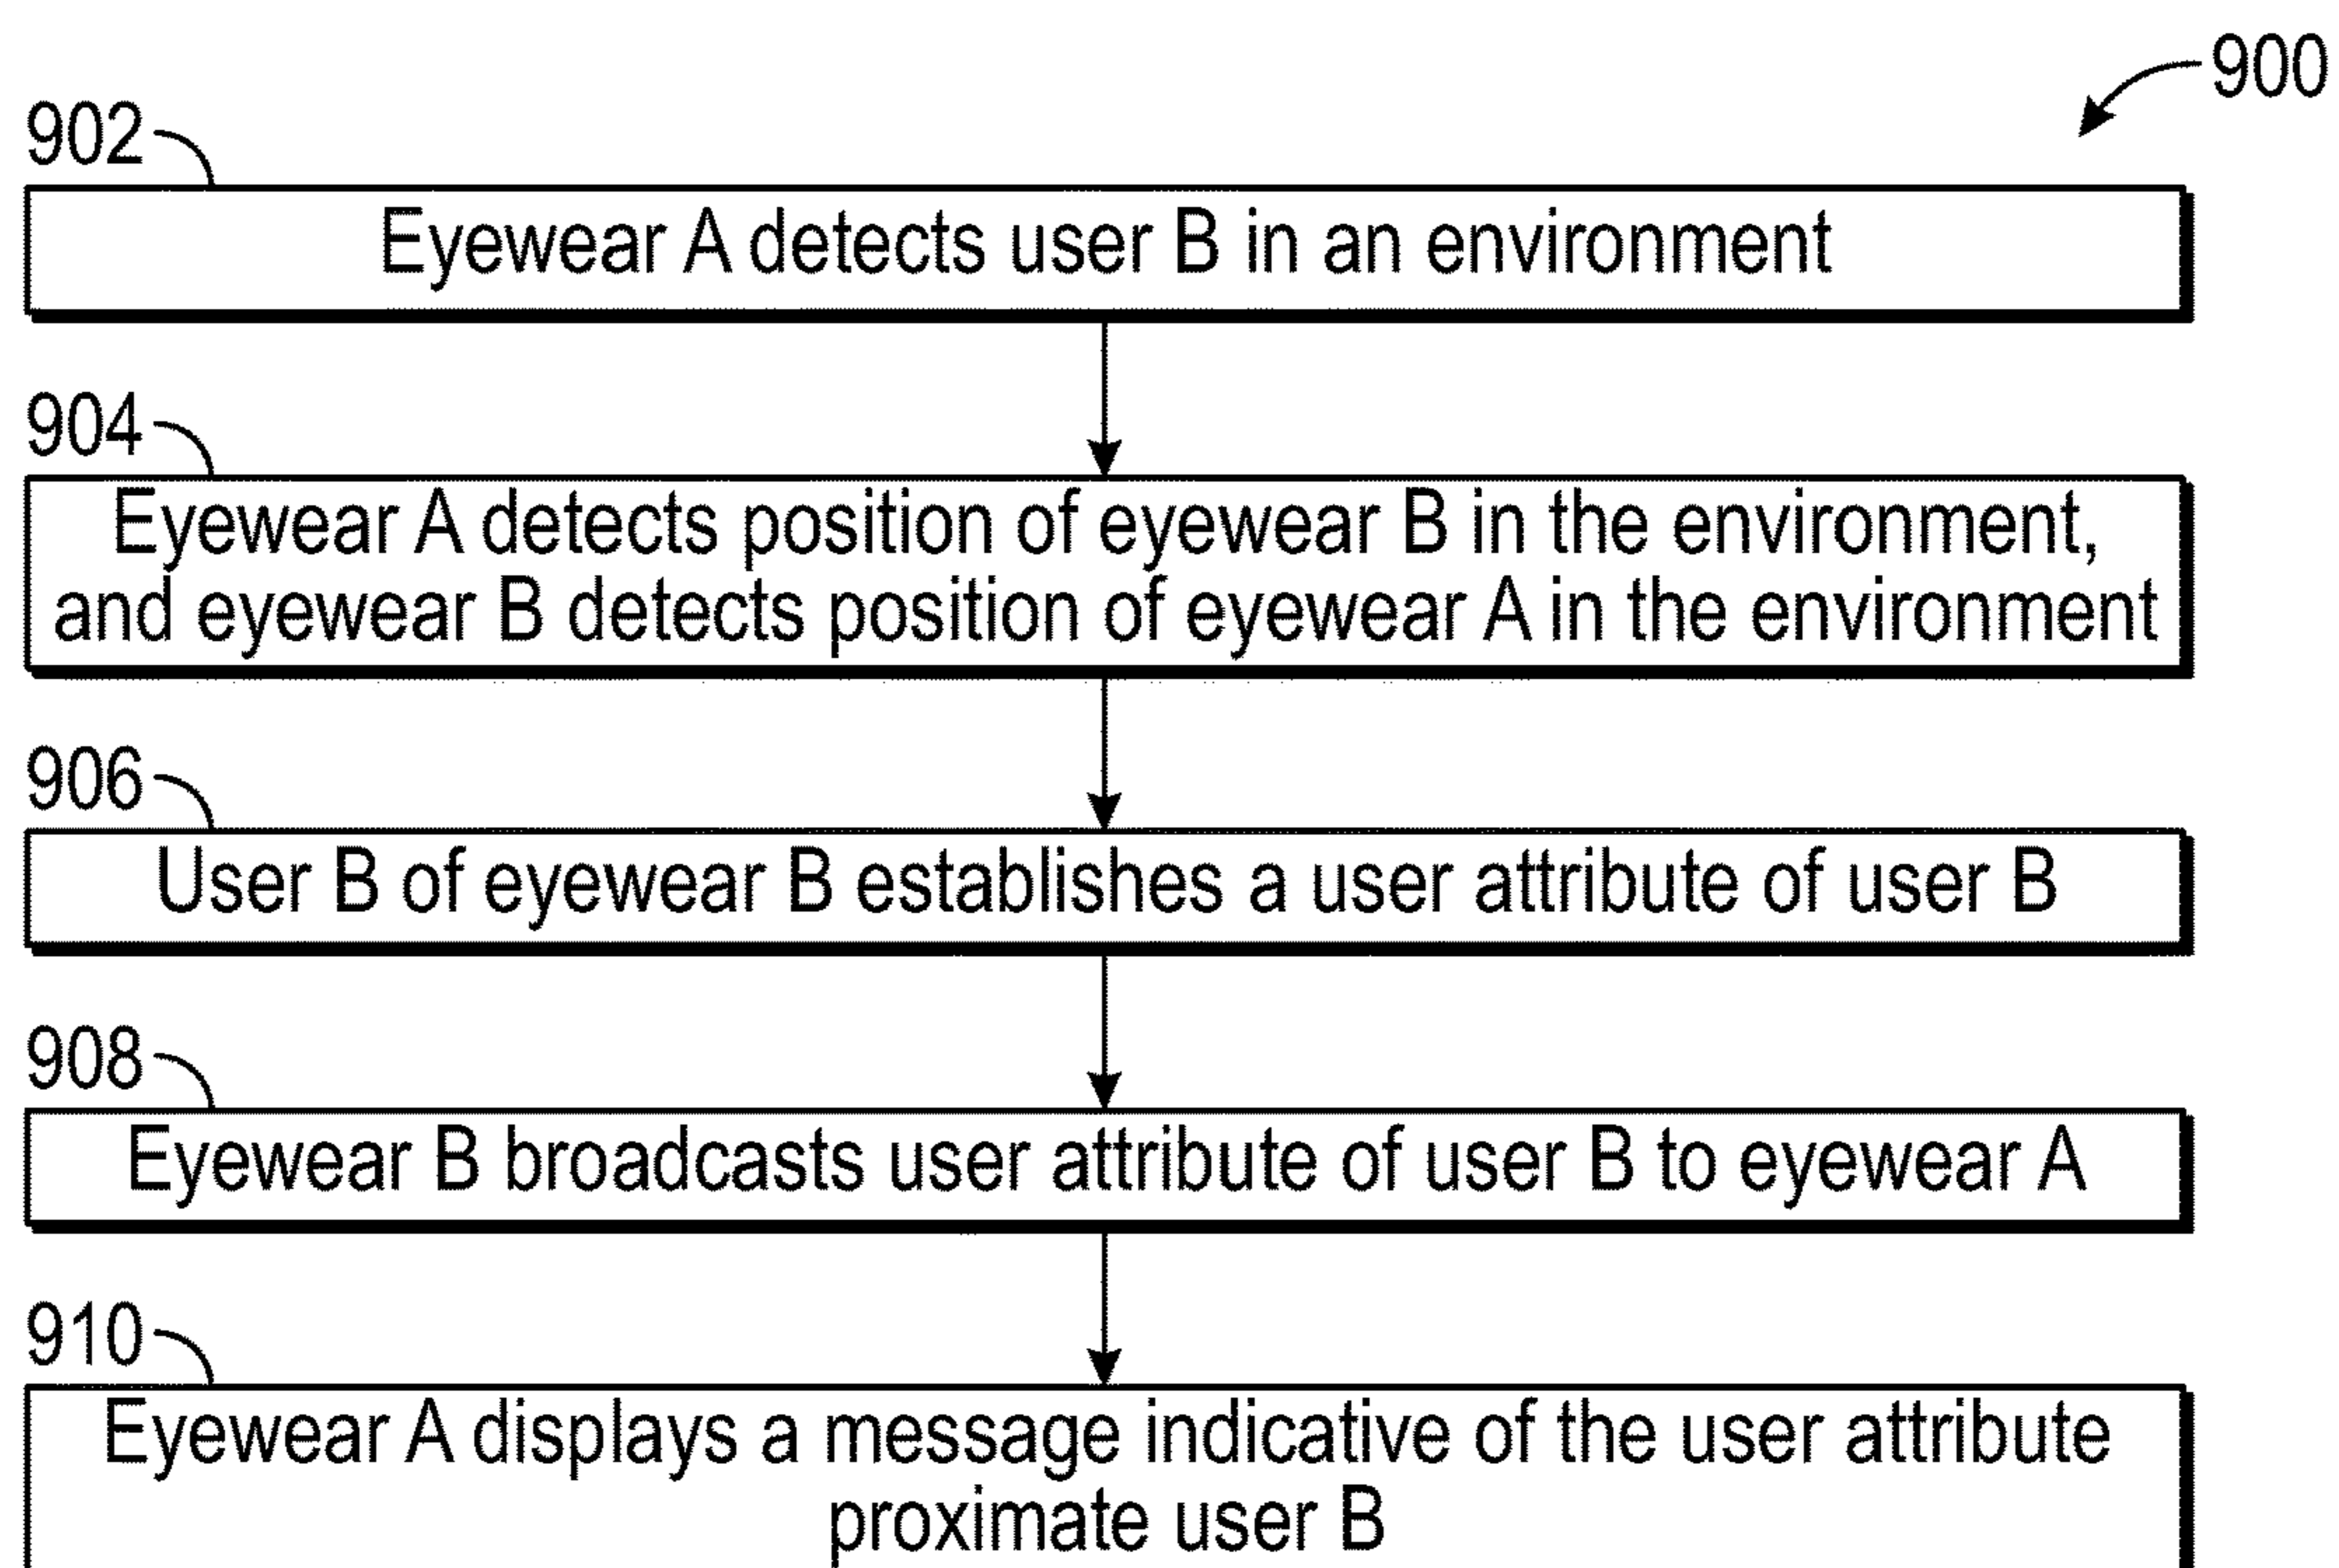 900
902
Eyewear A detects user B in an environment
904
Eyewear A detects position of eyewear B in the environment,
and eyewear B detects position of eyewear A in the environment
906
User B of eyewear B establishes a user attribute of user B
908
Eyewear B broadcasts user attribute of user B to eyewear A
910
Eyewear A displays a message indicative of the user attribute
proximate user B